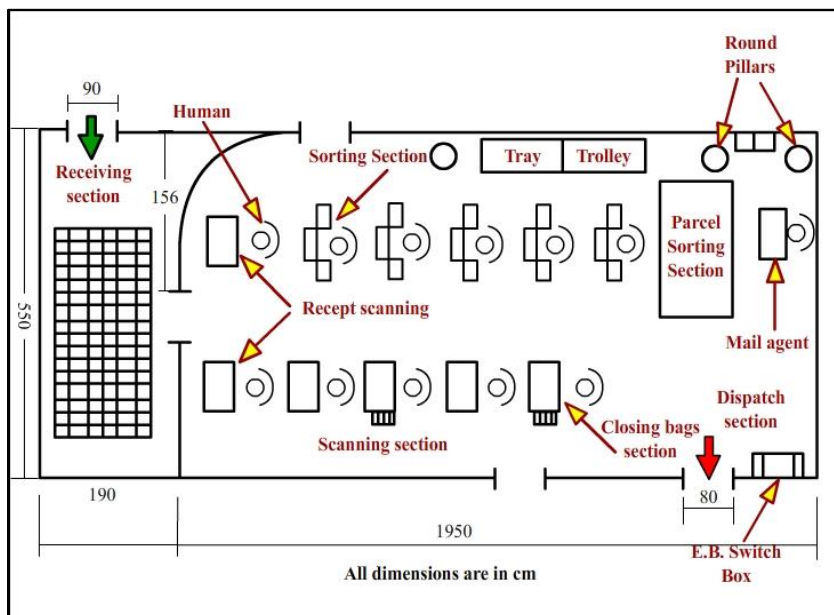 Round
Pillars
90
Human
Receiving
section
Sorting Section
Tray
Trolley
156
Parcel
Sorting
Section
550
Recept scanning
Mail agent
Dispatch
section
Closing bags
section
Scanning section
190
1950
80
E.B. Switch
Box
All dimensions are in cm